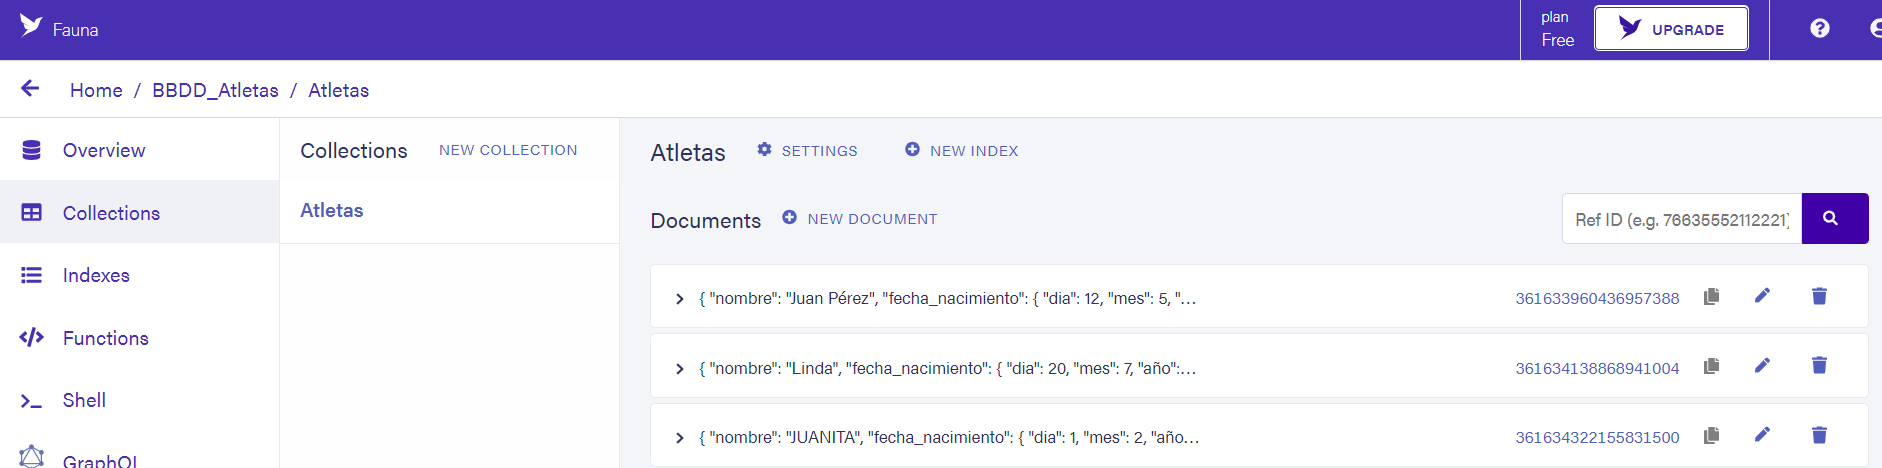 Fauna
plan
Free
UPGRADE
Home / BBDD_Atletas / Atletas
Overview
Collections
Indexes
Functions
Shell
GraphQL
Collections
NEW COLLECTION
Atletas
Atletas
SETTINGS
NEW INDEX
Documents
NEW DOCUMENT
Ref ID (e.g. 76635552112221)
{ "nombre": "Juan Pérez", "fecha_nacimiento": { "dia": 12, "mes": 5, "...
361633960436957388
{ "nombre": "Linda", "fecha_nacimiento": { "dia": 20, "mes": 7, "año":...
361634138868941004
{ "nombre": "JUANITA", "fecha_nacimiento": { "dia": 1, "mes": 2, "año...
361634322155831500